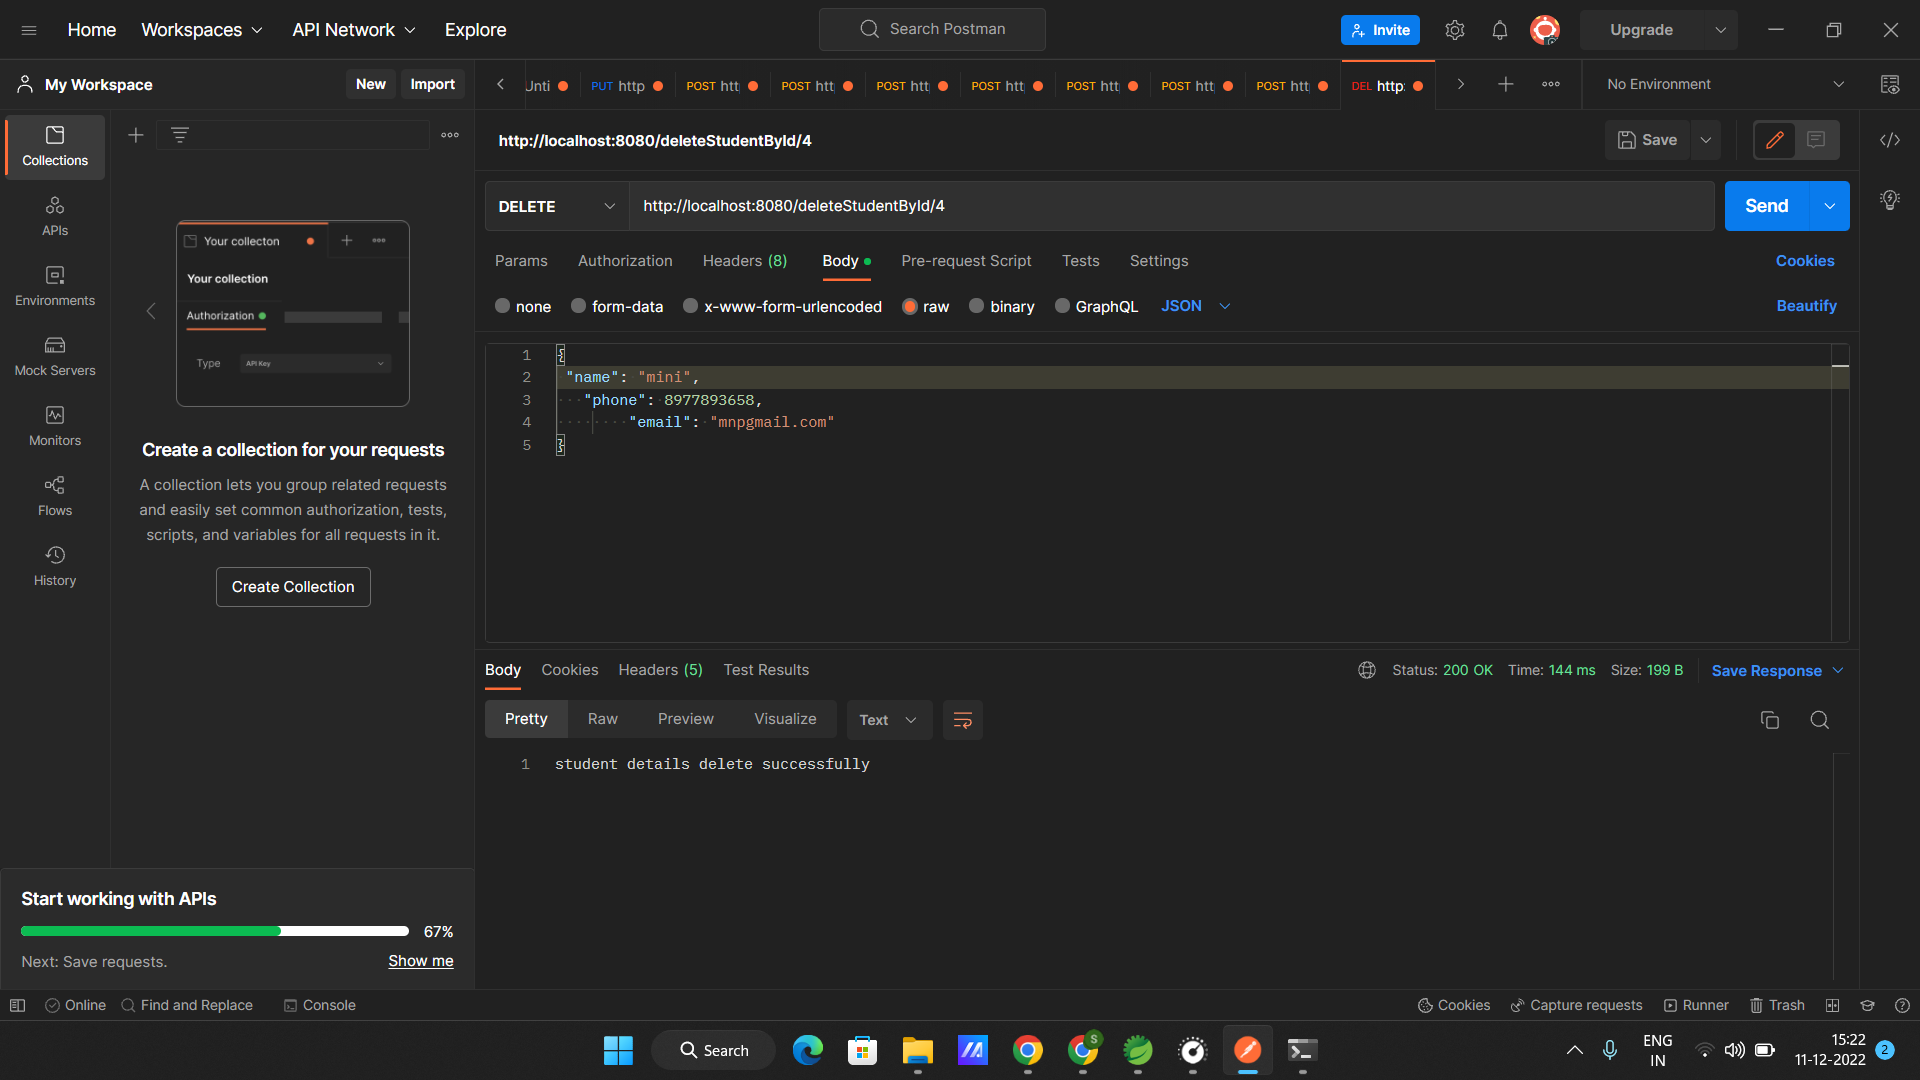 Home Workspaces API Network Explore Search Postman Invite Upgrade
My Workspace New Import Unti PUT http POST htt POST htt POST htt POST htt POST htt POST htt POST htt DEL http: No Environment
http://localhost:8080/deleteStudentById/4 Save
Collections
APIs
Environments
Mock Servers
Monitors
Flows
History
Your collecton
Your collection
Authorization
Type API Key
Create a collection for your requests
A collection lets you group related requests
and easily set common authorization, tests,
scripts, and variables for all requests in it.
Create Collection
Start working with APIs
67%
Next: Save requests. Show me
DELETE http://localhost:8080/deleteStudentById/4 Send
Params Authorization Headers (8) Body Pre-request Script Tests Settings Cookies
none form-data x-www-form-urlencoded raw binary GraphQL JSON Beautify
1 {
2 "name": "mini",
3 "phone": 8977893658,
4 "email": "mnpgmail.com"
5 }
Body Cookies Headers (5) Test Results Status: 200 OK Time: 144 ms Size: 199 B Save Response
Pretty Raw Preview Visualize Text
1 student details delete successfully
Online Find and Replace Console Cookies Capture requests Runner Trash
Search S ENG 15:22
IN 11-12-2022 2